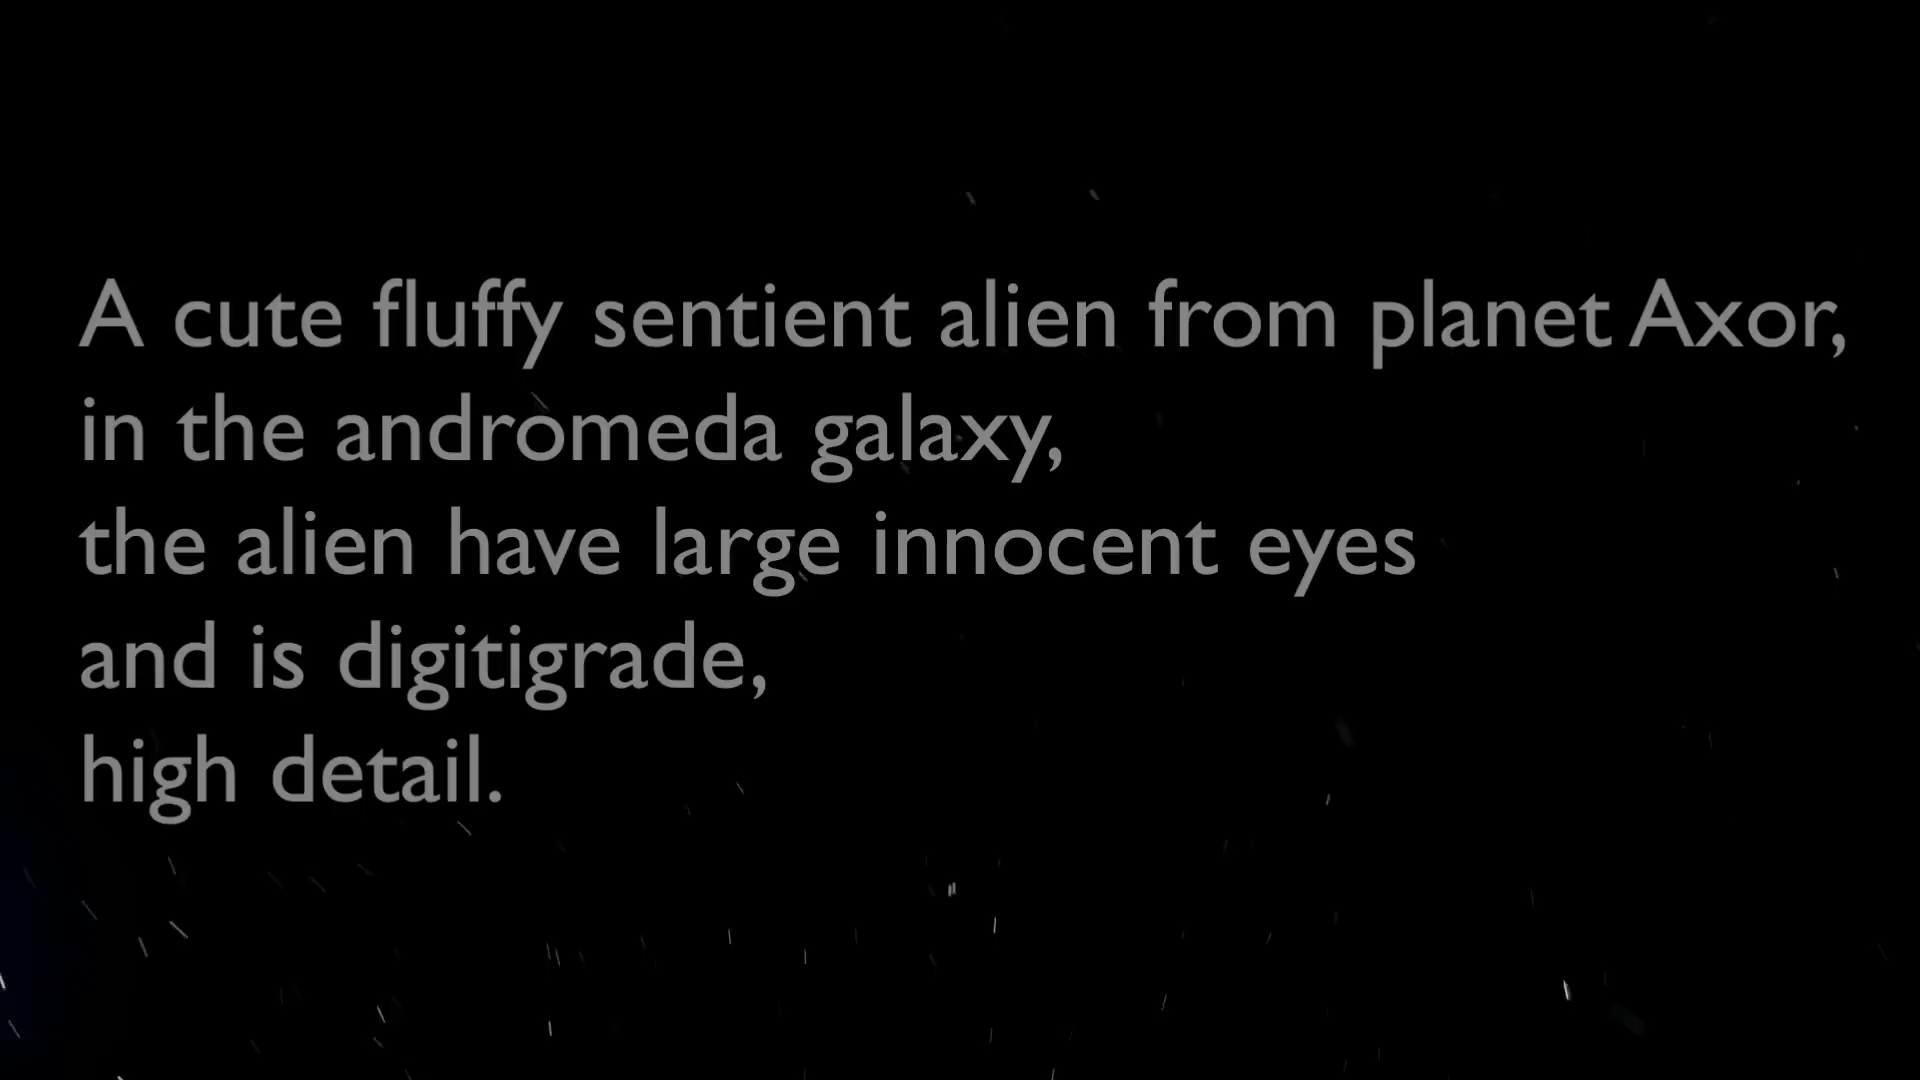 A cute fluffy sentient alien from planet Axor,
in the andromeda galaxy,
the alien have large innocent eyes
and is digitigrade,
high detail.